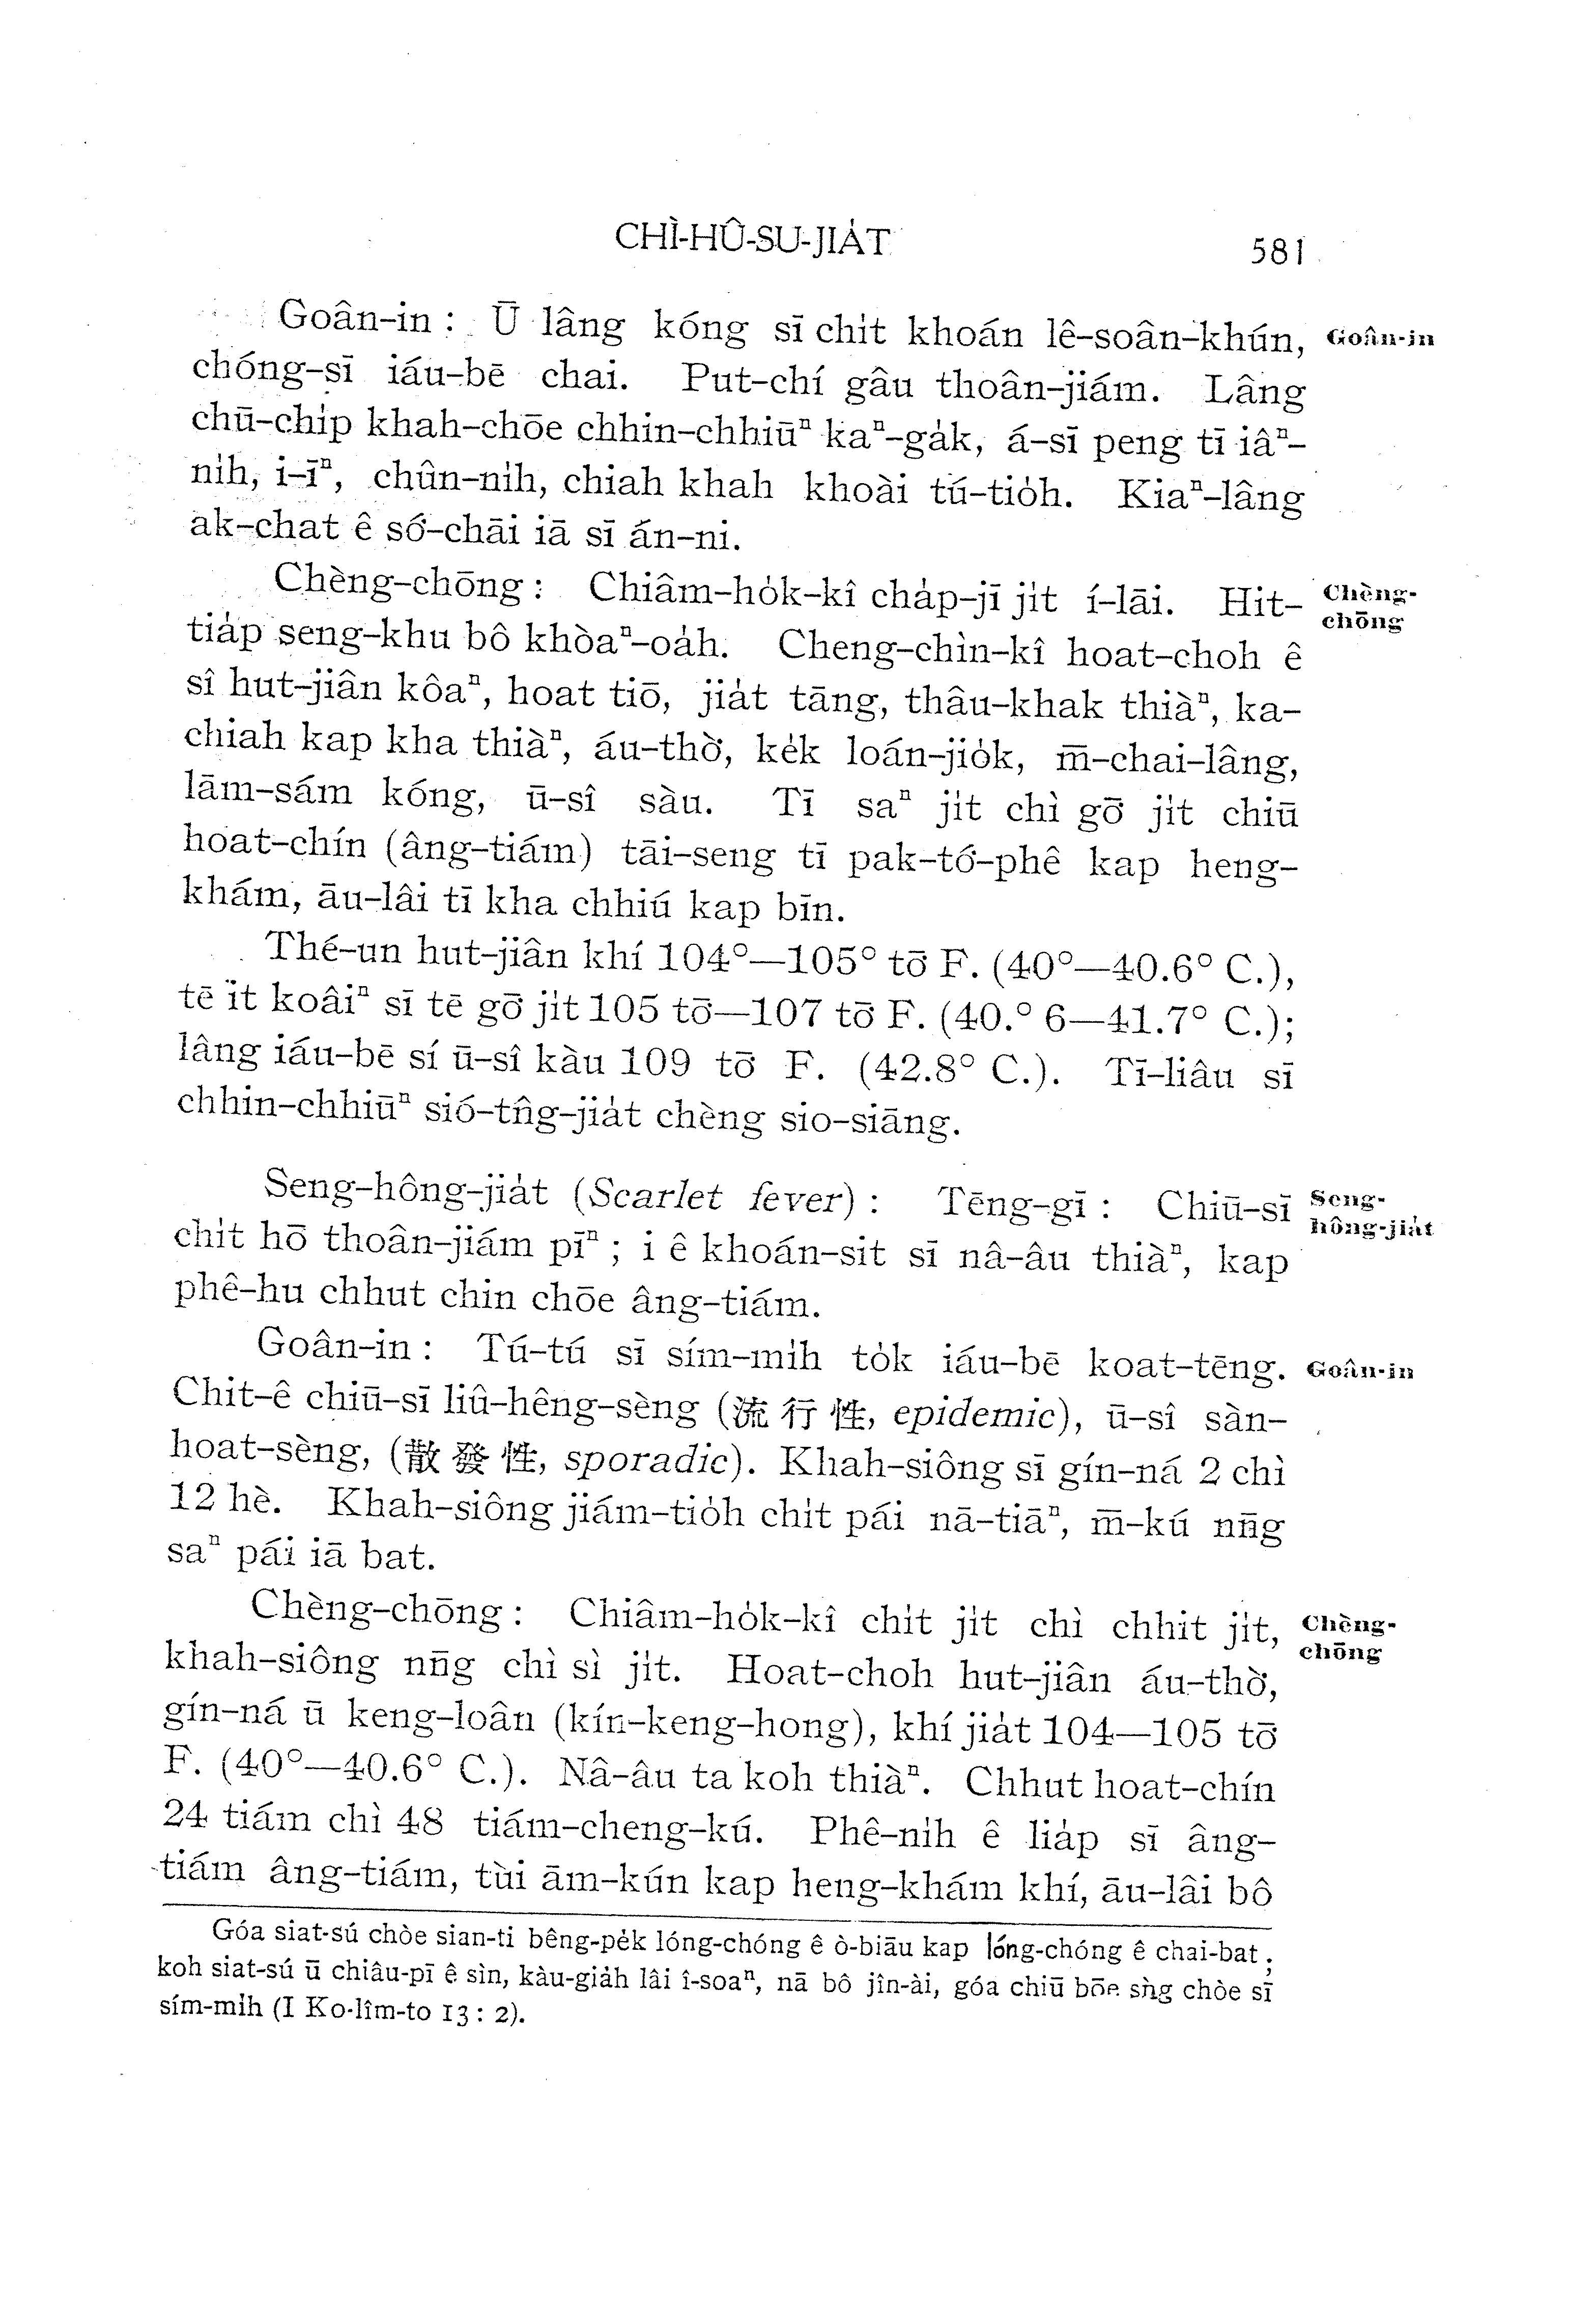 CHÌ-HÛ-SU-JIA̍T
581
Goân-in : Ū lâng kóng sī chi̍t khoán lê-soân-khún,
Goân-in
chóng-sī iáu-bē chai. Put-chí gâu thoân-jiám. Lâng
chū-chi̍p khah-chōe chhin-chhiūⁿ kaⁿ-ga̍k, á-sī peng tī iâⁿ-
ni̍h, i-īⁿ, chûn-ni̍h, chiah khah khoài tú-tio̍h. Kiaⁿ-lâng
ak-chat ê só͘-chāi iā sī án-ni.
Chèng-chōng : Chiâm-ho̍k-kî cha̍p-jī ji̍t í-lāi. Hit-
Chèng-
chōng
tia̍p seng-khu bô khòaⁿ-oa̍h. Cheng-chìn-kî hoat-choh ê
sî hut-jiân kôaⁿ, hoat tiō, jia̍t tāng, thâu-khak thiàⁿ, ka-
chiah kap kha thiàⁿ, áu-thò͘, ke̍k loán-jio̍k, m̄-chai-lâng,
lām-sám kóng, ū-sî sàu. Tī saⁿ ji̍t chì gō͘ ji̍t chiū
hoat-chín (âng-tiám) tāi-seng tī pak-tó͘-phê kap heng-
khám, āu-lâi tī kha chhiú kap bīn.
Thé-un hut-jiân khí 104°—105° tō͘ F. (40°—40.6° C.),
tē it koâiⁿ sī tē gō͘ ji̍t 105 tō͘—107 tō͘ F. (40.° 6—41.7° C.);
lâng iáu-bē sí ū-sî kàu 109 tō͘ F. (42.8° C.). Tī-liâu sī
chhin-chhiūⁿ sió-tn̂g-jia̍t chèng sio-siāng.
Seng-hông-jia̍t (Scarlet fever) : Tēng-gī : Chiū-sī
Seng-
hông-jia̍t
chi̍t hō thoân-jiám pīⁿ ; i ê khoán-sit sī nâ-âu thiàⁿ, kap
phê-hu chhut chin chōe âng-tiám.
Goân-in : Tú-tú sī sím-mi̍h to̍k iáu-bē koat-tēng.
Goân-in
Chit-ê chiū-sī liû-hêng-sèng (流行性, epidemic), ū-sî sàn-
hoat-sèng, (散發性, sporadic). Khah-siông sī gín-ná 2 chì
12 hè. Khah-siông jiám-tio̍h chi̍t pái nā-tiāⁿ, m̄-kú nn̄g
saⁿ pái iā bat.
Chèng-chōng : Chiâm-ho̍k-kî chi̍t ji̍t chì chhit ji̍t,
Chèng-
chōng
khah-siông nn̄g chì sì ji̍t. Hoat-choh hut-jiân áu-thò͘,
gín-ná ū keng-loân (kín-keng-hong), khí jia̍t 104—105 tō͘
F. (40°—40.6° C.). Nâ-âu ta koh thiàⁿ. Chhut hoat-chín
24 tiám chì 48 tiám-cheng-kú. Phê-ni̍h ê lia̍p sī âng-
tiám âng-tiám, tùi ām-kún kap heng-khám khí, āu-lâi bô
Góa siat-sú chòe sian-ti bêng-pe̍k lóng-chóng ê ò-biāu kap lóng-chóng ê chai-bat ;
koh siat-sú ū chiâu-pī ê sìn, kàu-gia̍h lâi î-soaⁿ, nā bô jîn-ài, góa chiū bōe sǹg chòe sī
sím-mi̍h (I Ko-lîm-to 13 : 2).